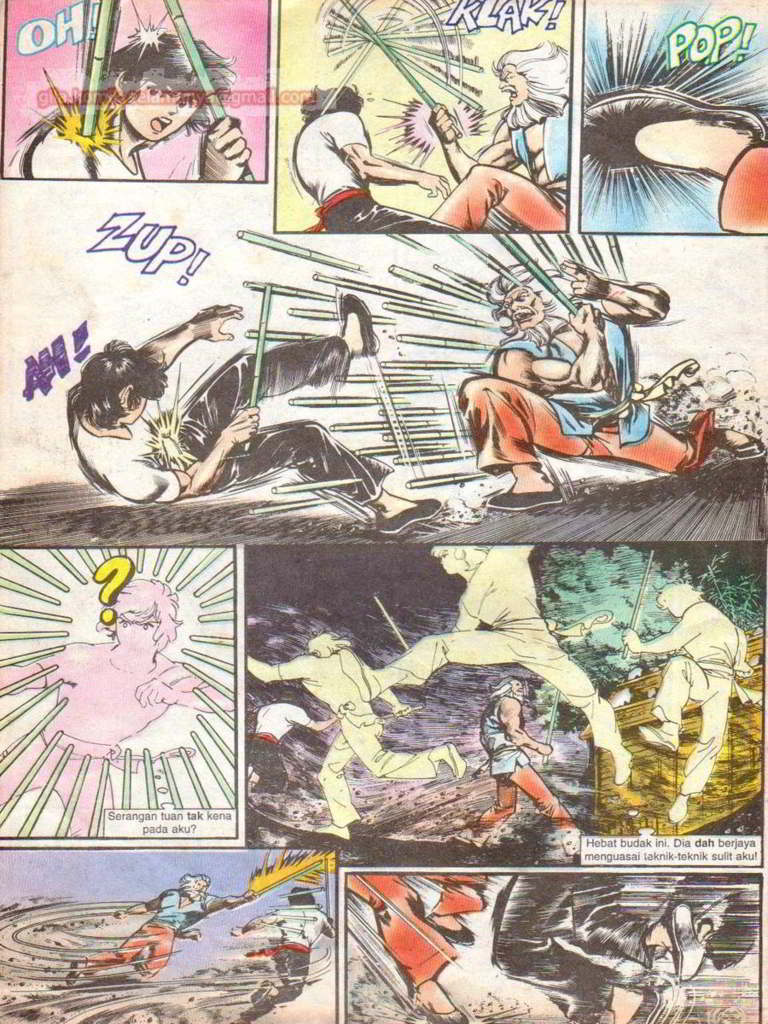 OH!
KLAK!
POP!
ZUP!
AH!
?
Serangan tuan tak kena
pada aku?
Hebat budak ini. Dia dah berjaya
menguasai teknik-teknik sulit aku!